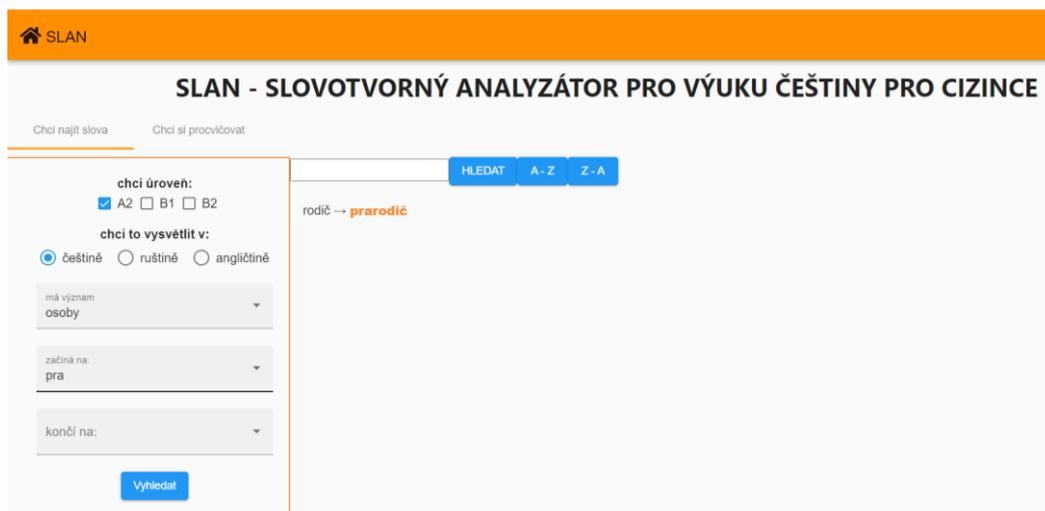 SLAN
SLAN - SLOVOTVORNÝ ANALYZÁTOR PRO VÝUKU ČEŠTINY PRO CIZINCE
Chci najít slova Chci si procvičovat
HLEDAT A - Z Z - A
chci úroveň:
A2 B1 B2
rodič → prarodič
chci to vysvětlit v:
češtině ruštině angličtině
má význam
osoby
začíná na:
pra
končí na:
Vyhledat